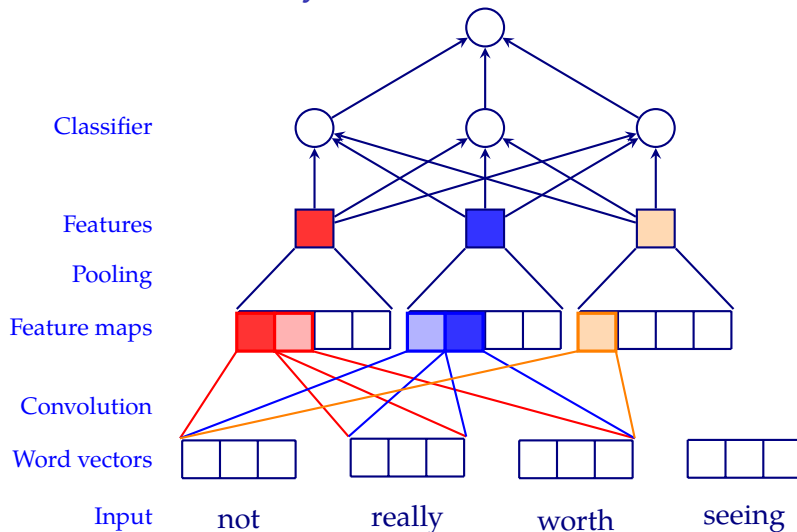 Classifier
Features
Pooling
Feature maps
Convolution
Word vectors
Input not really worth seeing